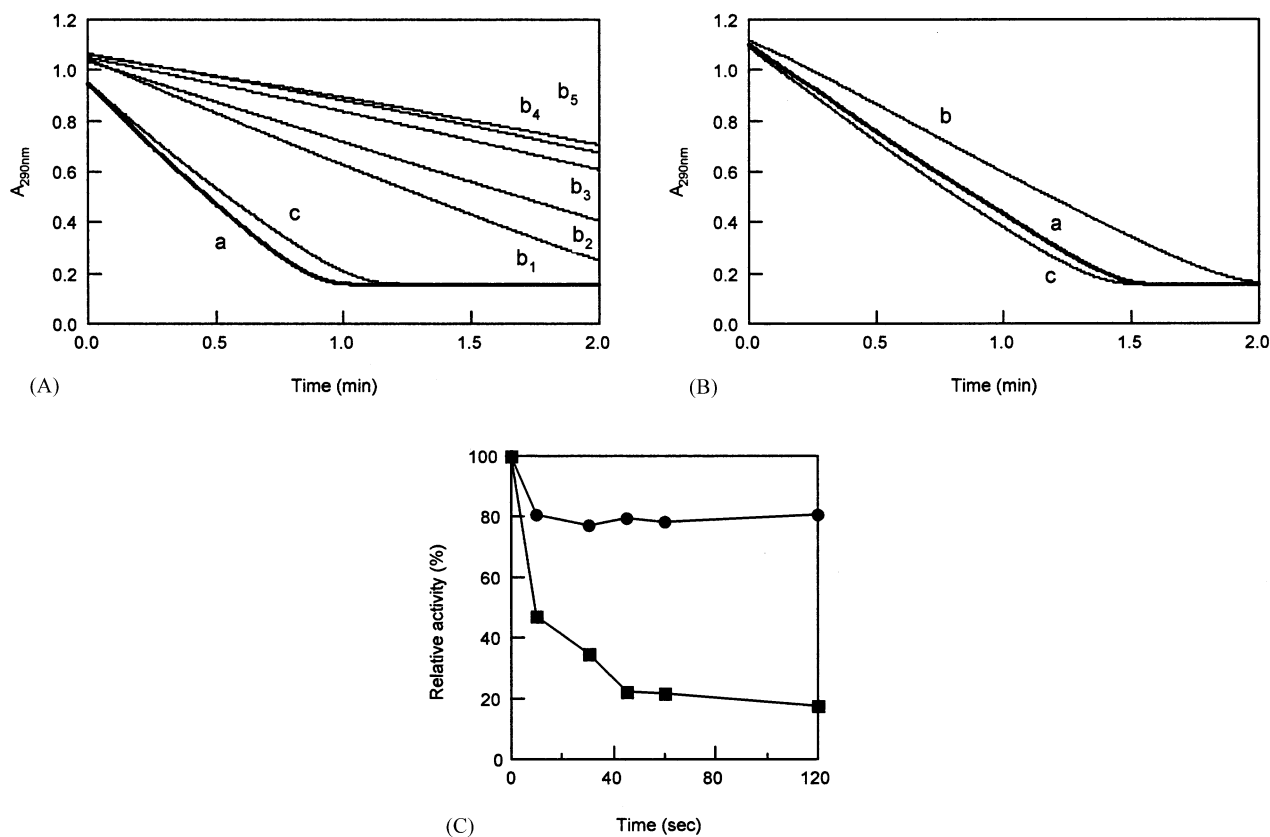 1.2
1.0
0.8
0.6
0.4
0.2
0.0
A290nm
a
c
b1
b2
b3
b4
b5
0.0 0.5 1.0 1.5 2.0
(A) Time (min)
1.2
1.0
0.8
0.6
0.4
0.2
0.0
A290nm
b
a
c
0.0 0.5 1.0 1.5 2.0
(B) Time (min)
100
80
60
40
20
0
Relative activity (%)
0 40 80 120
(C) Time (sec)